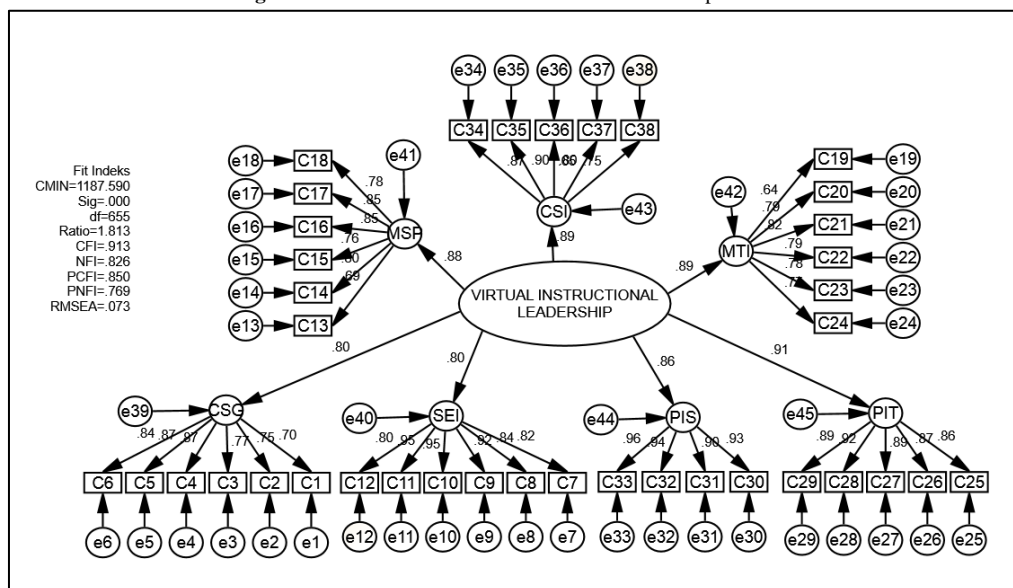 e34 e35 e36 e37 e38
C34 C35 C36 C37 C38
.87 .90 .75
e18 C18
e17 C17
e16 C16
e15 C15
e14 C14
e13 C13
e41
.78
.85
.85
.76
.69
MSP
.88
Fit Indeks
CMIN=1187.590
Sig=.000
df=655
Ratio=1.813
CFI=.913
NFI=.826
PCFI=.850
PNFI=.769
RMSEA=.073
CSI e43
.89
e42
MTI
.89
.64
.79
.82
.79
.78
C19 e19
C20 e20
C21 e21
C22 e22
C23 e23
C24 e24
VIRTUAL INSTRUCTIONAL
LEADERSHIP
.80 .80 .86 .91
e39 CSG e40 SEI e44 PIS e45 PIT
.84 .87 .87 .77 .75 .70
.80 .95 .95 .92 .84 .82
.96 .94 .90 .93
.89 .92 .89 .87 .86
C6 C5 C4 C3 C2 C1 C12 C11 C10 C9 C8 C7 C33 C32 C31 C30 C29 C28 C27 C26 C25
e6 e5 e4 e3 e2 e1 e12 e11 e10 e9 e8 e7 e33 e32 e31 e30 e29 e28 e27 e26 e25